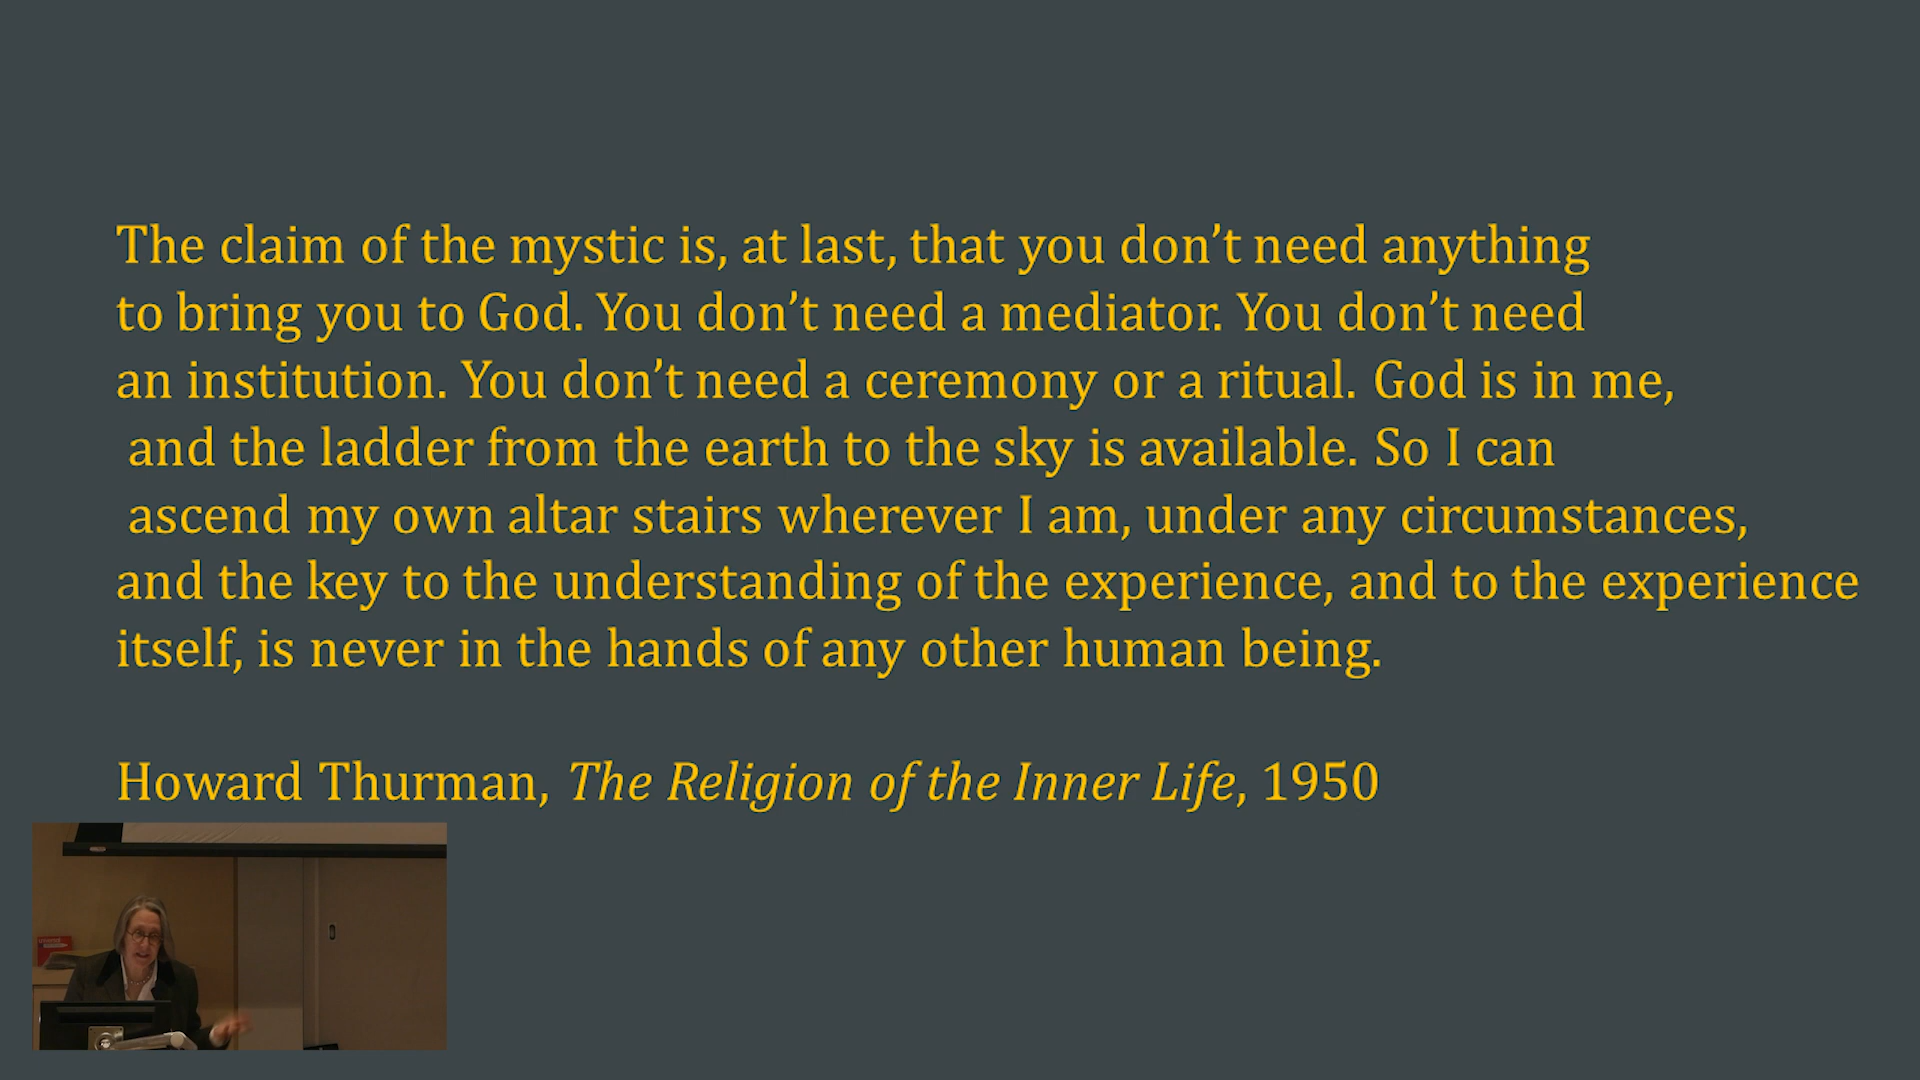 The claim of the mystic is, at last, that you don’t need anything
to bring you to God. You don’t need a mediator. You don’t need
an institution. You don’t need a ceremony or a ritual. God is in me,
and the ladder from the earth to the sky is available. So I can
ascend my own altar stairs wherever I am, under any circumstances,
and the key to the understanding of the experience, and to the experience
itself, is never in the hands of any other human being.
Howard Thurman, The Religion of the Inner Life, 1950